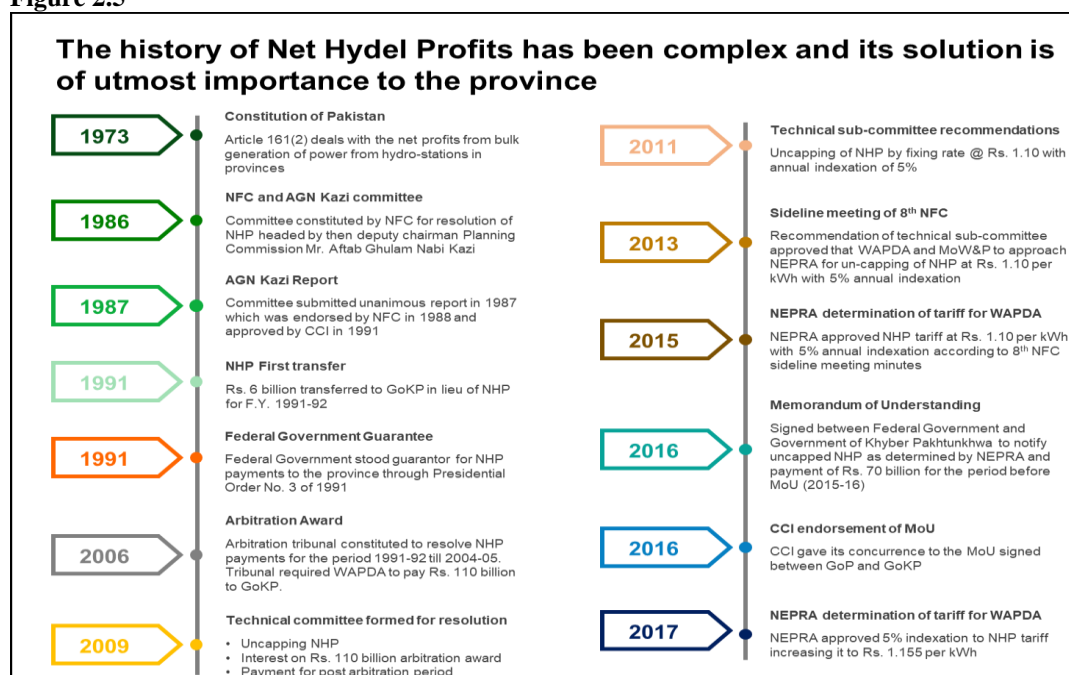 Figure 2.5
The history of Net Hydel Profits has been complex and its solution is
of utmost importance to the province
1973
Constitution of Pakistan
Article 161(2) deals with the net profits from bulk
generation of power from hydro-stations in
provinces
1986
NFC and AGN Kazi committee
Committee constituted by NFC for resolution of
NHP headed by then deputy chairman Planning
Commission Mr. Aftab Ghulam Nabi Kazi
1987
AGN Kazi Report
Committee submitted unanimous report in 1987
which was endorsed by NFC in 1988 and
approved by CCI in 1991
1991
NHP First transfer
Rs. 6 billion transferred to GoKP in lieu of NHP
for F.Y. 1991-92
1991
Federal Government Guarantee
Federal Government stood guarantor for NHP
payments to the province through Presidential
Order No. 3 of 1991
2006
Arbitration Award
Arbitration tribunal constituted to resolve NHP
payments for the period 1991-92 till 2004-05.
Tribunal required WAPDA to pay Rs. 110 billion
to GoKP.
2009
Technical committee formed for resolution
• Uncapping NHP
• Interest on Rs. 110 billion arbitration award
• Payment for post arbitration period
2011
Technical sub-committee recommendations
Uncapping of NHP by fixing rate @ Rs. 1.10 with
annual indexation of 5%
2013
Sideline meeting of 8th NFC
Recommendation of technical sub-committee
approved that WAPDA and MoW&P to approach
NEPRA for un-capping of NHP at Rs. 1.10 per
kWh with 5% annual indexation
2015
NEPRA determination of tariff for WAPDA
NEPRA approved NHP tariff at Rs. 1.10 per kWh
with 5% annual indexation according to 8th NFC
sideline meeting minutes
2016
Memorandum of Understanding
Signed between Federal Government and
Government of Khyber Pakhtunkhwa to notify
uncapped NHP as determined by NEPRA and
payment of Rs. 70 billion for the period before
MoU (2015-16)
2016
CCI endorsement of MoU
CCI gave its concurrence to the MoU signed
between GoP and GoKP
2017
NEPRA determination of tariff for WAPDA
NEPRA approved 5% indexation to NHP tariff
increasing it to Rs. 1.155 per kWh